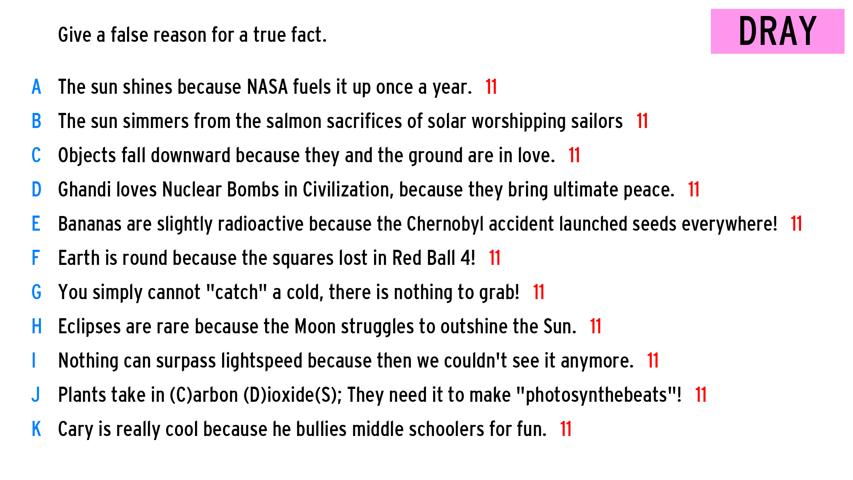 Give a false reason for a true fact.
DRAY
A The sun shines because NASA fuels it up once a year. 11
B The sun simmers from the salmon sacrifices of solar worshipping sailors 11
C Objects fall downward because they and the ground are in love. 11
D Ghandi loves Nuclear Bombs in Civilization, because they bring ultimate peace. 11
E Bananas are slightly radioactive because the Chernobyl accident launched seeds everywhere! 11
F Earth is round because the squares lost in Red Ball 4! 11
G You simply cannot "catch" a cold, there is nothing to grab! 11
H Eclipses are rare because the Moon struggles to outshine the Sun. 11
I Nothing can surpass lightspeed because then we couldn't see it anymore. 11
J Plants take in (C)arbon (D)ioxide(S); They need it to make "photosynthebeats"! 11
K Cary is really cool because he bullies middle schoolers for fun. 11